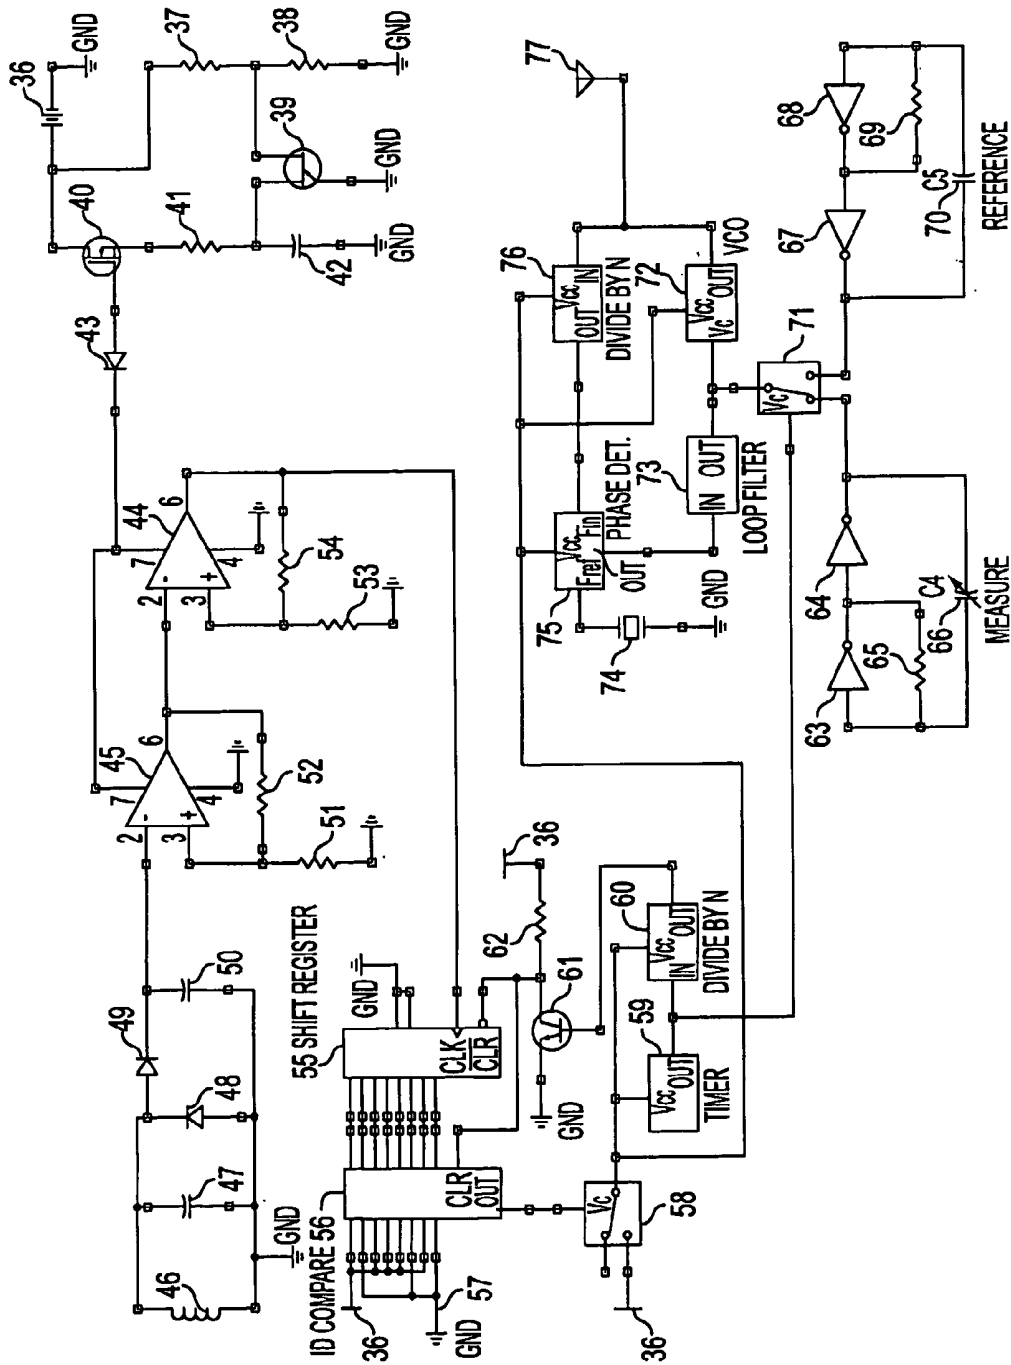 36
GND
37
38
GND
39
GND
40
41
42
GND
43
44
7
6
2
-
3
+
4
54
53
45
7
6
2
-
3
+
4
52
51
46
47
48
49
50
GND
55 SHIFT REGISTER
GND
CLK
CLR
ID COMPARE 56
CLR
OUT
36
57
GND
36
62
61
GND
60
Vcc
IN OUT
DIVIDE BY N
59
Vcc
OUT
TIMER
Vc
58
36
77
76
Vcc IN
OUT
DIVIDE BY N
72
Vcc OUT
Vc
VCO
75
Vcc
Fref Fin
OUT
PHASE DET.
73
IN OUT
LOOP FILTER
74
GND
71
Vc
68
69
67
70
C5
REFERENCE
64
63
65
66
C4
MEASURE